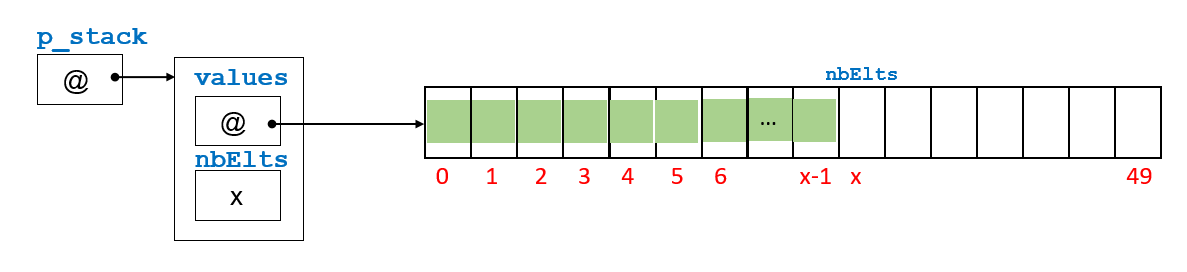 p_stack
@
values
@
nbElts
x
nbElts
...
0 1 2 3 4 5 6 x-1 x 49